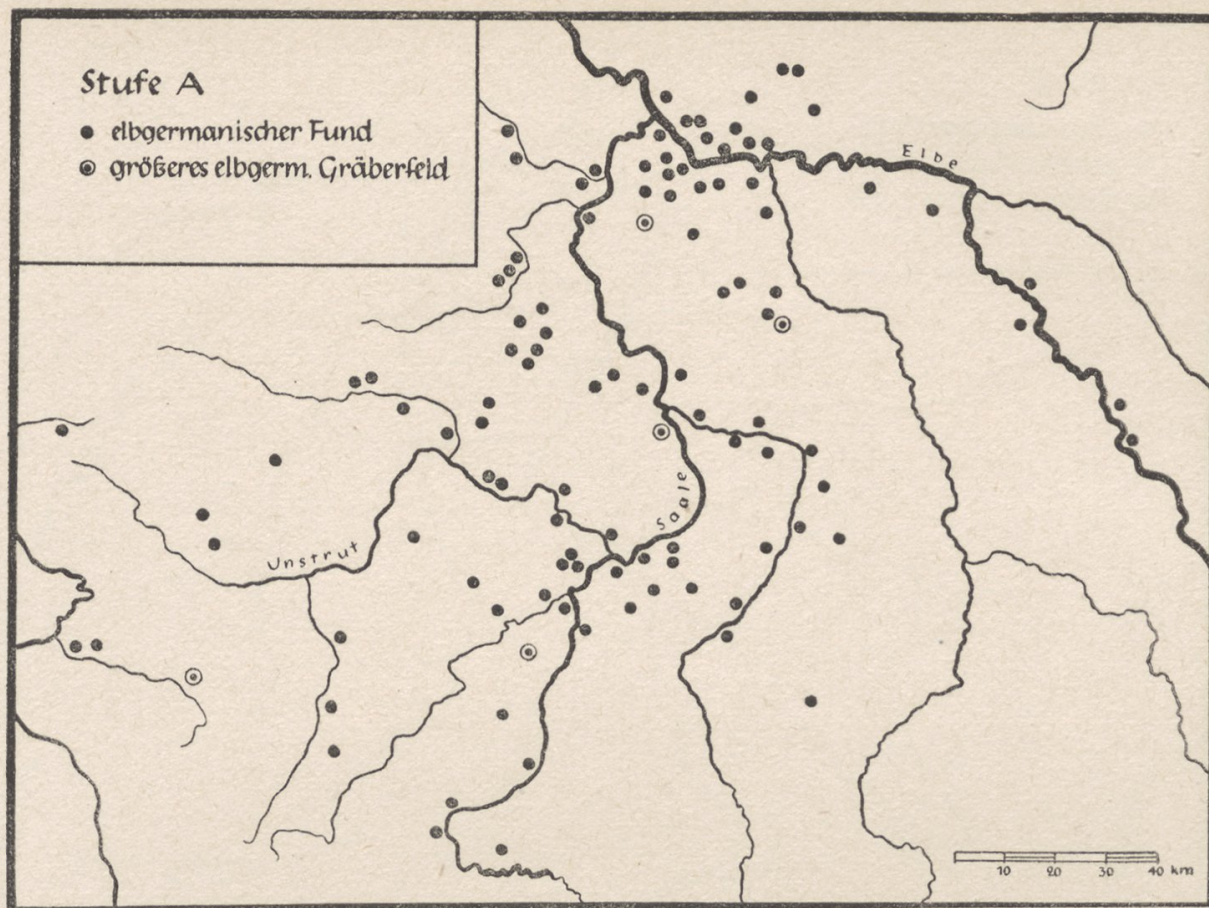 Stufe A
elbgermanischer Fund
größeres elbgerm. Gräberfeld
Elbe
Saale
Unstrut
10 20 30 40 km